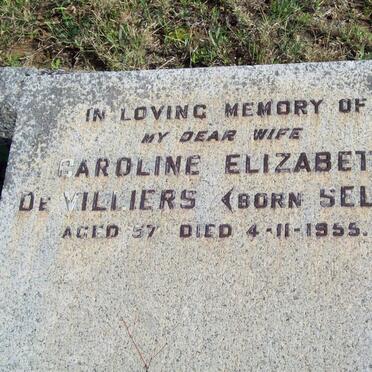 IN LOVING MEMORY OF
MY DEAR WIFE
CAROLINE ELIZABET
DE VILLIERS (BORN SEL
AGED 57 DIED 4-11-1955.